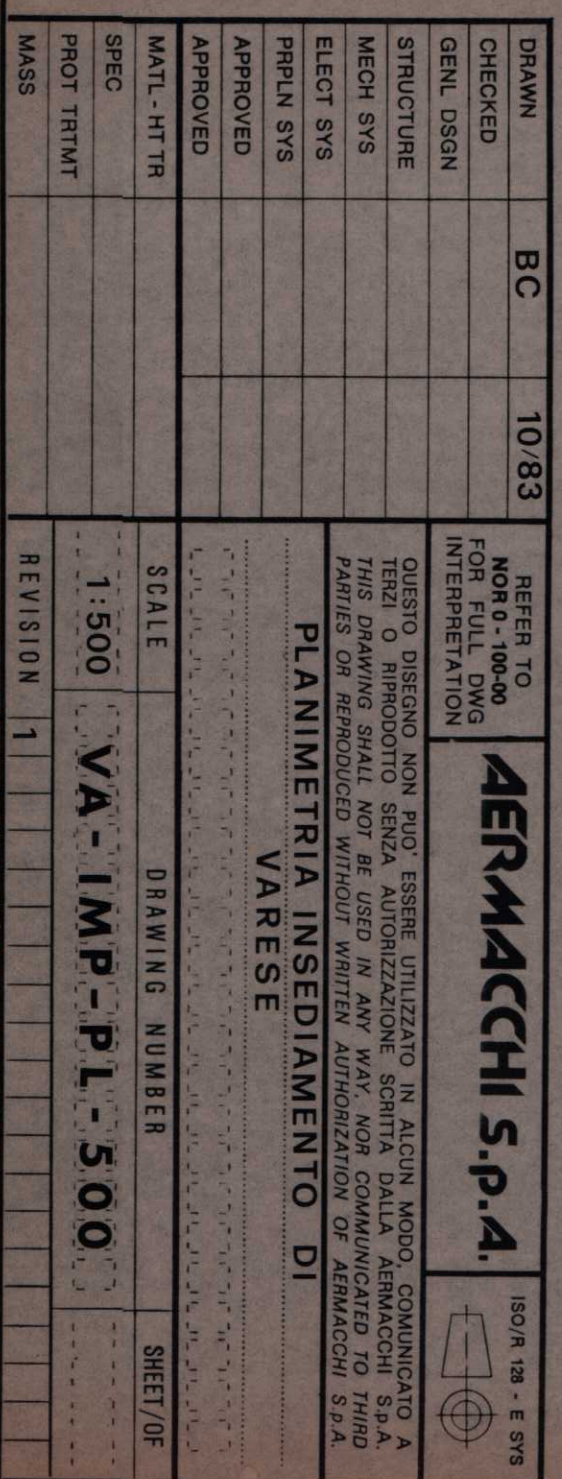 DRAWN BC 10/83
CHECKED
GENL DSGN
STRUCTURE
MECH SYS
ELECT SYS
PRPLN SYS
APPROVED
APPROVED
MATL - HT TR
SPEC
PROT TRTMT
MASS
REFER TO
NOR 0 - 100-00
FOR FULL DWG
INTERPRETATION
AERMACCHI S.p.A.
ISO/R 128 - E SYS
QUESTO DISEGNO NON PUO' ESSERE UTILIZZATO IN ALCUN MODO, COMUNICATO A
TERZI O RIPRODOTTO SENZA AUTORIZZAZIONE SCRITTA DALLA AERMACCHI S.p.A.
THIS DRAWING SHALL NOT BE USED IN ANY WAY, NOR COMMUNICATED TO THIRD
PARTIES OR REPRODUCED WITHOUT WRITTEN AUTHORIZATION OF AERMACCHI S.p.A.
PLANIMETRIA INSEDIAMENTO DI
VARESE
SCALE DRAWING NUMBER SHEET/OF
1:500 VA-IMP-PL-500
REVISION 1